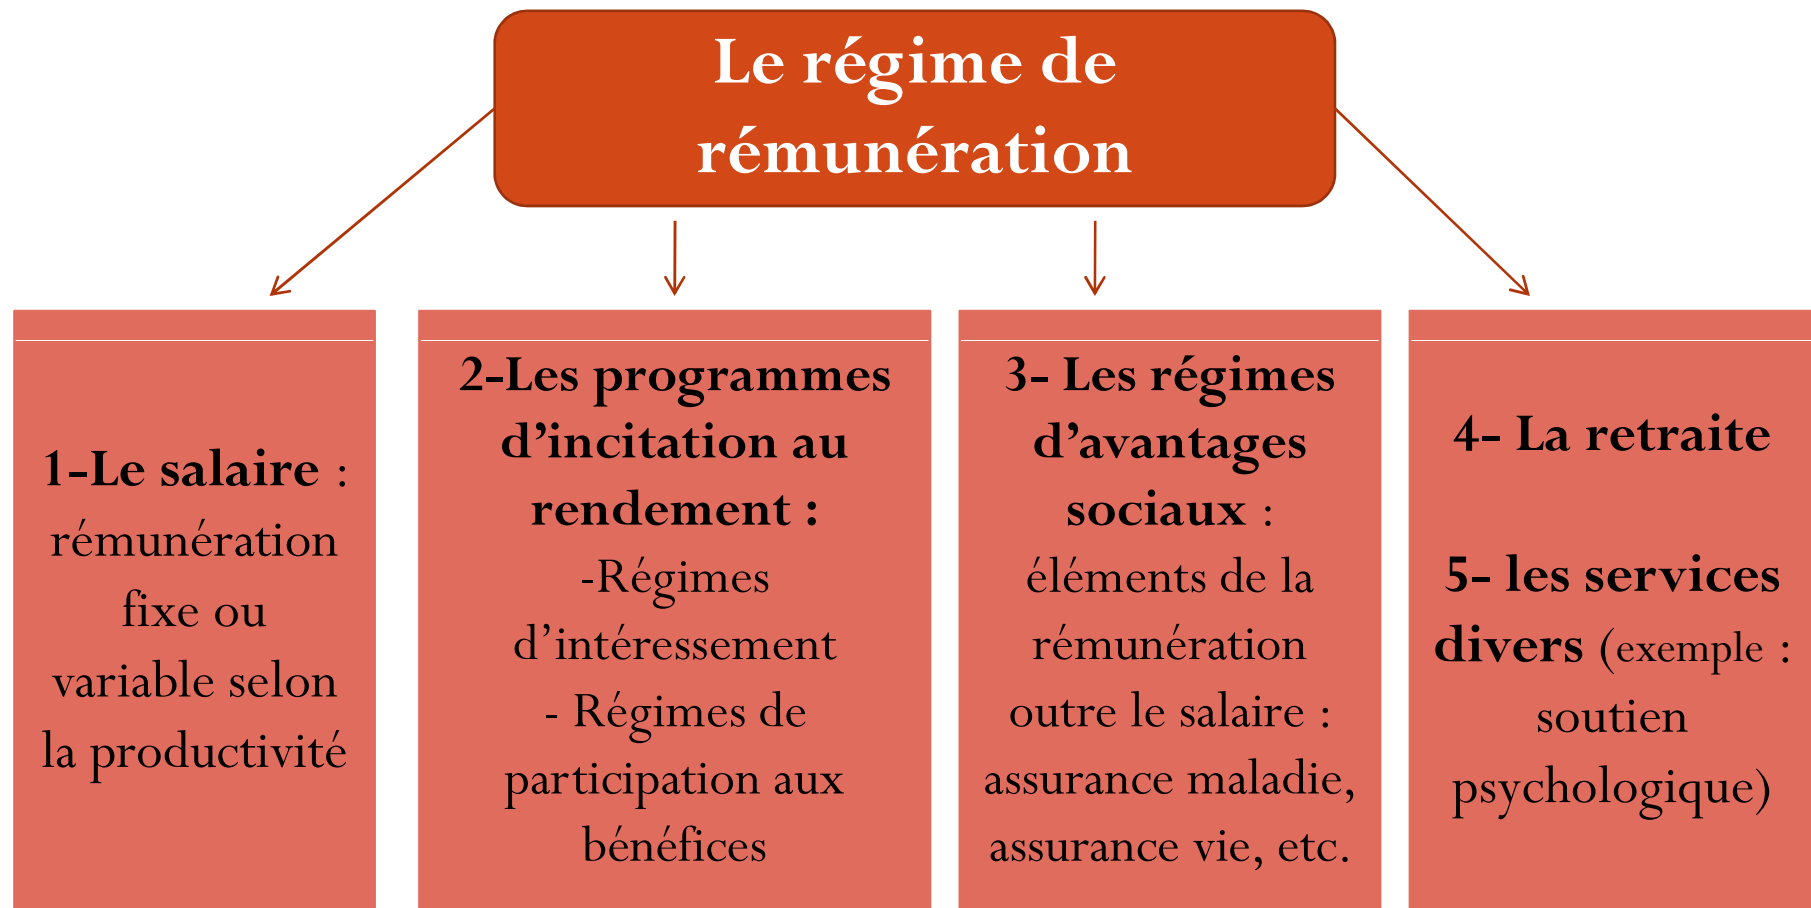 Le régime de
rémunération
1-Le salaire :
rémunération
fixe ou
variable selon
la productivité
2-Les programmes
d’incitation au
rendement :
-Régimes
d’intéressement
- Régimes de
participation aux
bénéfices
3- Les régimes
d’avantages
sociaux :
éléments de la
rémunération
outre le salaire :
assurance maladie,
assurance vie, etc.
4- La retraite
5- les services
divers (exemple :
soutien
psychologique)